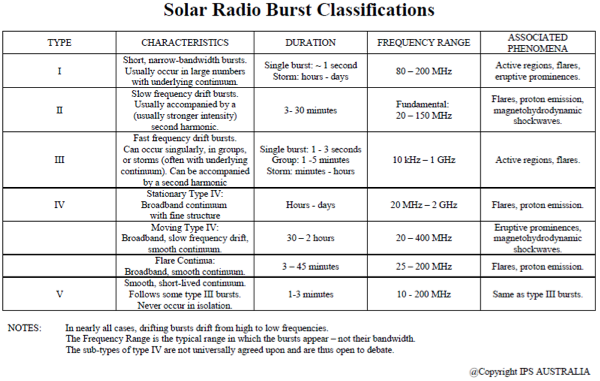 Solar Radio Burst Classifications
TYPE CHARACTERISTICS DURATION FREQUENCY RANGE ASSOCIATED PHENOMENA
I
Short, narrow-bandwidth bursts.
Usually occur in large numbers
with underlying continuum.
Single burst: ~ 1 second
Storm: hours - days
80 – 200 MHz
Active regions, flares,
eruptive prominences.
II
Slow frequency drift bursts.
Usually accompanied by a
(usually stronger intensity)
second harmonic.
3- 30 minutes
Fundamental:
20 – 150 MHz
Flares, proton emission,
magnetohydrodynamic
shockwaves.
III
Fast frequency drift bursts.
Can occur singularly, in groups,
or storms (often with underlying
continuum). Can be accompanied
by a second harmonic
Single burst: 1 - 3 seconds
Group: 1 -5 minutes
Storm: minutes - hours
10 kHz – 1 GHz
Active regions, flares.
IV
Stationary Type IV:
Broadband continuum
with fine structure
Hours - days
20 MHz – 2 GHz
Flares, proton emission.
Moving Type IV:
Broadband, slow frequency drift,
smooth continuum.
30 – 2 hours
20 – 400 MHz
Eruptive prominences,
magnetohydrodynamic
shockwaves.
Flare Continua:
Broadband, smooth continuum.
3 – 45 minutes
25 – 200 MHz
Flares, proton emission.
V
Smooth, short-lived continuum.
Follows some type III bursts.
Never occur in isolation.
1-3 minutes
10 - 200 MHz
Same as type III bursts.
NOTES: In nearly all cases, drifting bursts drift from high to low frequencies.
The Frequency Range is the typical range in which the bursts appear – not their bandwidth.
The sub-types of type IV are not universally agreed upon and are thus open to debate.
@Copyright IPS AUSTRALIA